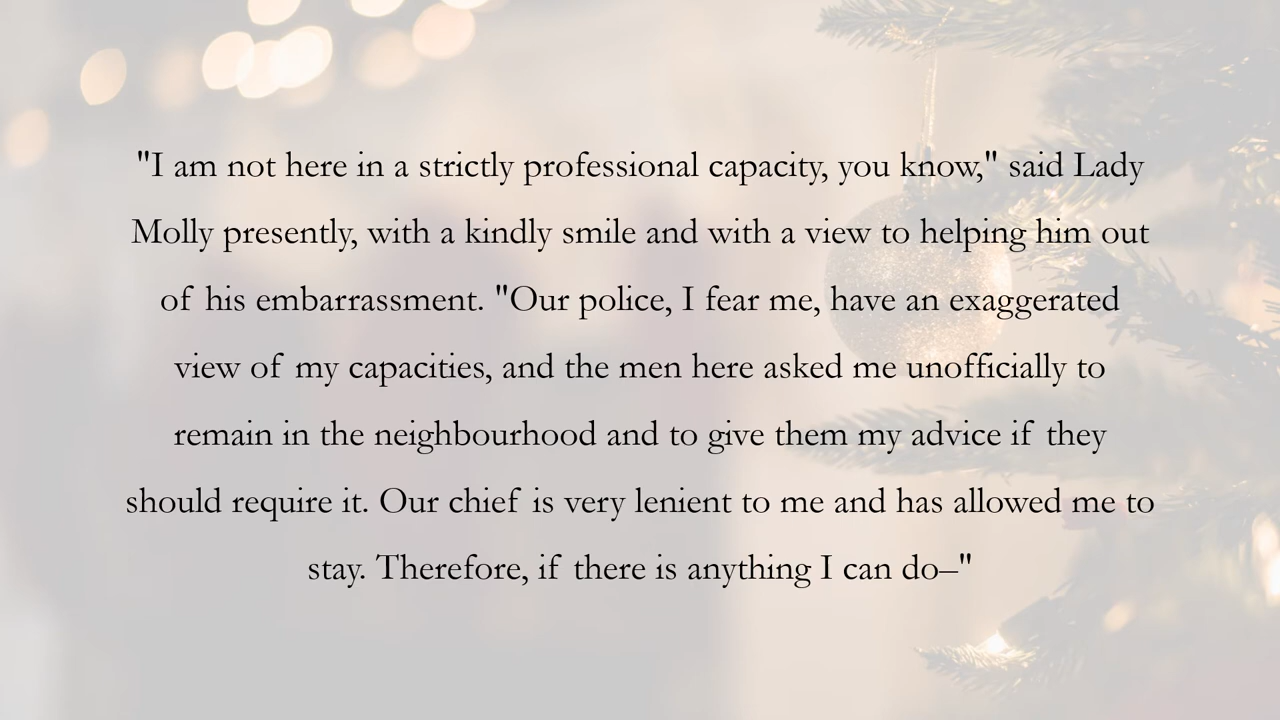 "I am not here in a strictly professional capacity, you know," said Lady
Molly presently, with a kindly smile and with a view to helping him out
of his embarrassment. "Our police, I fear me, have an exaggerated
view of my capacities, and the men here asked me unofficially to
remain in the neighbourhood and to give them my advice if they
should require it. Our chief is very lenient to me and has allowed me to
stay. Therefore, if there is anything I can do–"